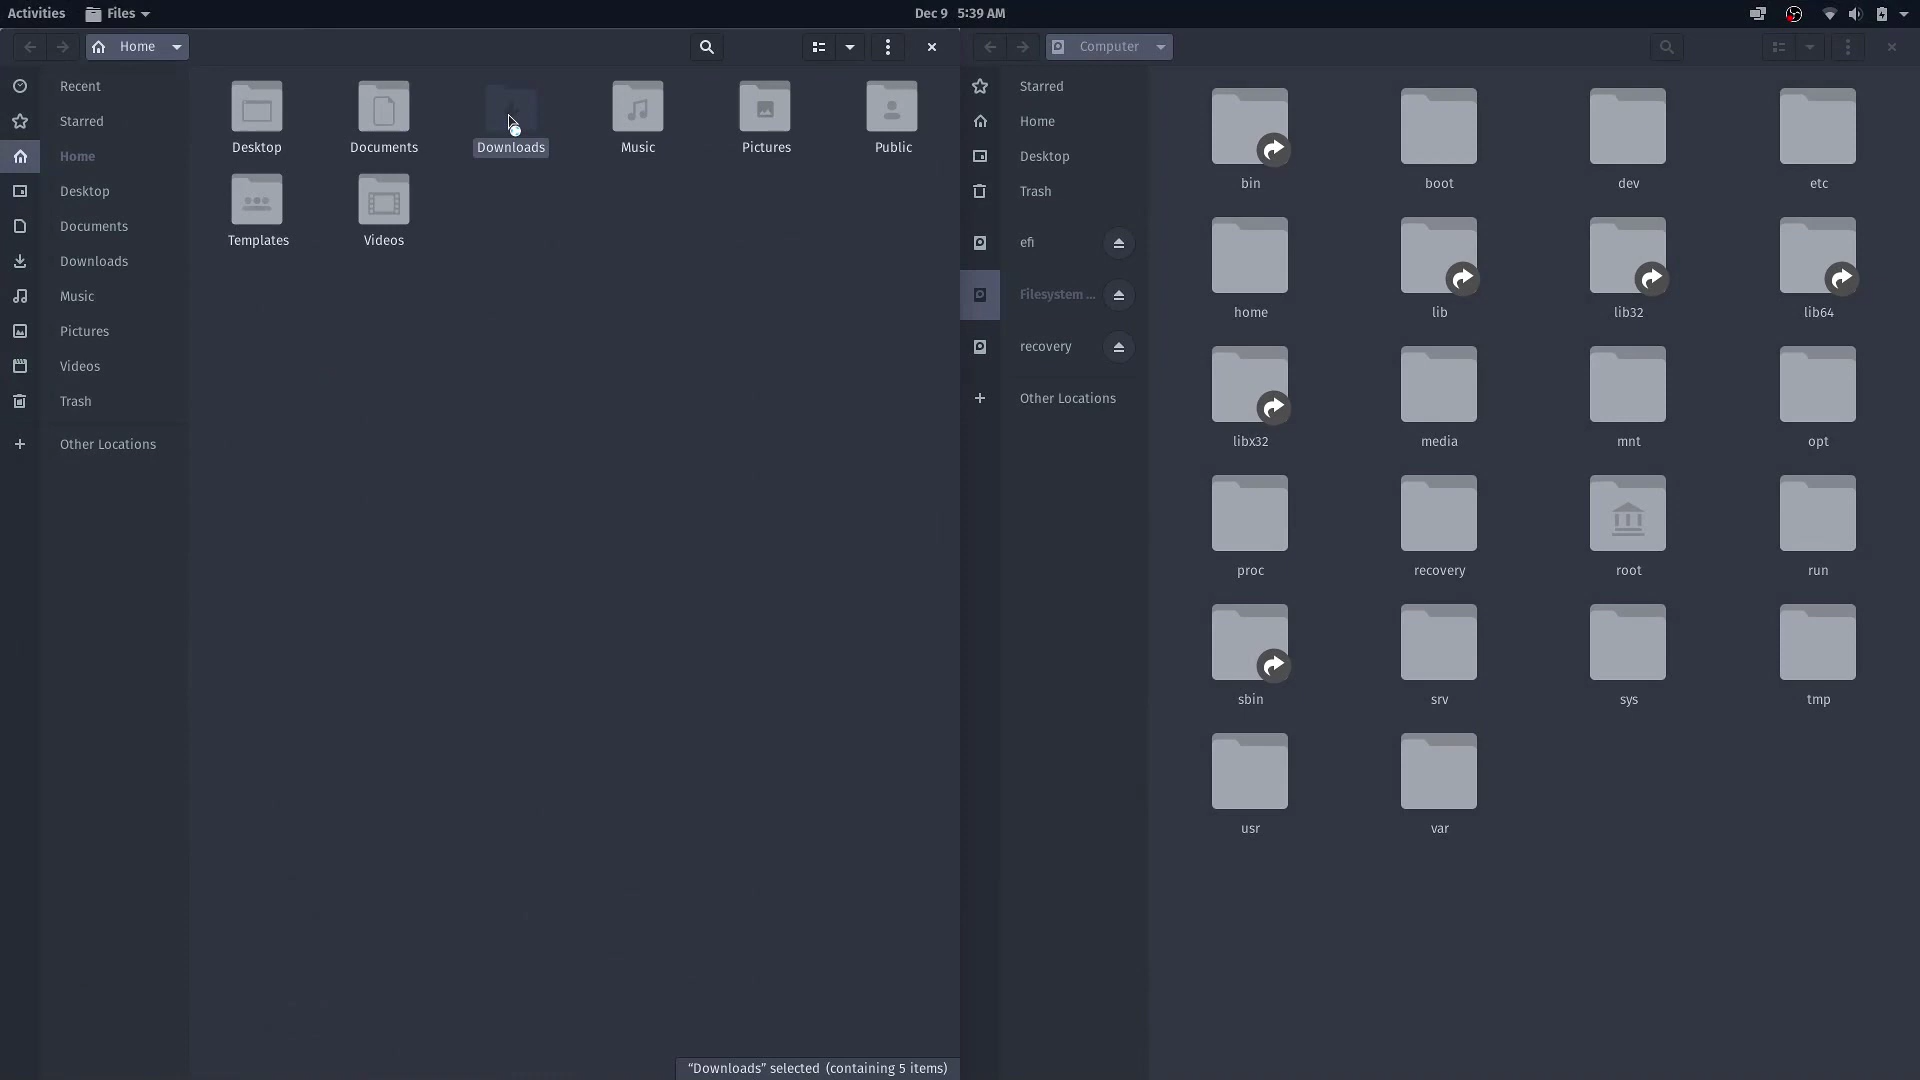 Activities
Files
Dec 9 5:39 AM
Home
Recent
Starred
Home
Desktop
Documents
Downloads
Music
Pictures
Videos
Trash
Other Locations
Desktop
Documents
Downloads
Music
Pictures
Public
Templates
Videos
"Downloads" selected (containing 5 items)
Computer
Starred
Home
Desktop
Trash
efi
Filesystem ...
recovery
Other Locations
bin
boot
dev
etc
home
lib
lib32
lib64
libx32
media
mnt
opt
proc
recovery
root
run
sbin
srv
sys
tmp
usr
var